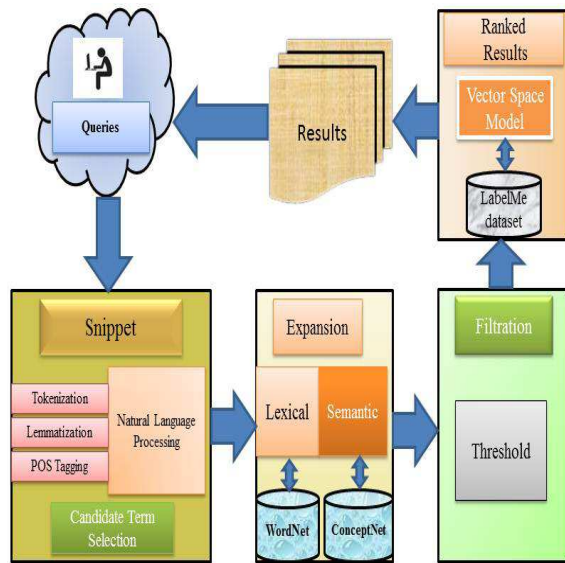 Queries
Results
Ranked
Results
Vector Space
Model
LabelMe
dataset
Snippet
Tokenization
Lemmatization
POS Tagging
Natural Language
Processing
Candidate Term
Selection
Expansion
Lexical
Semantic
WordNet
ConceptNet
Filtration
Threshold